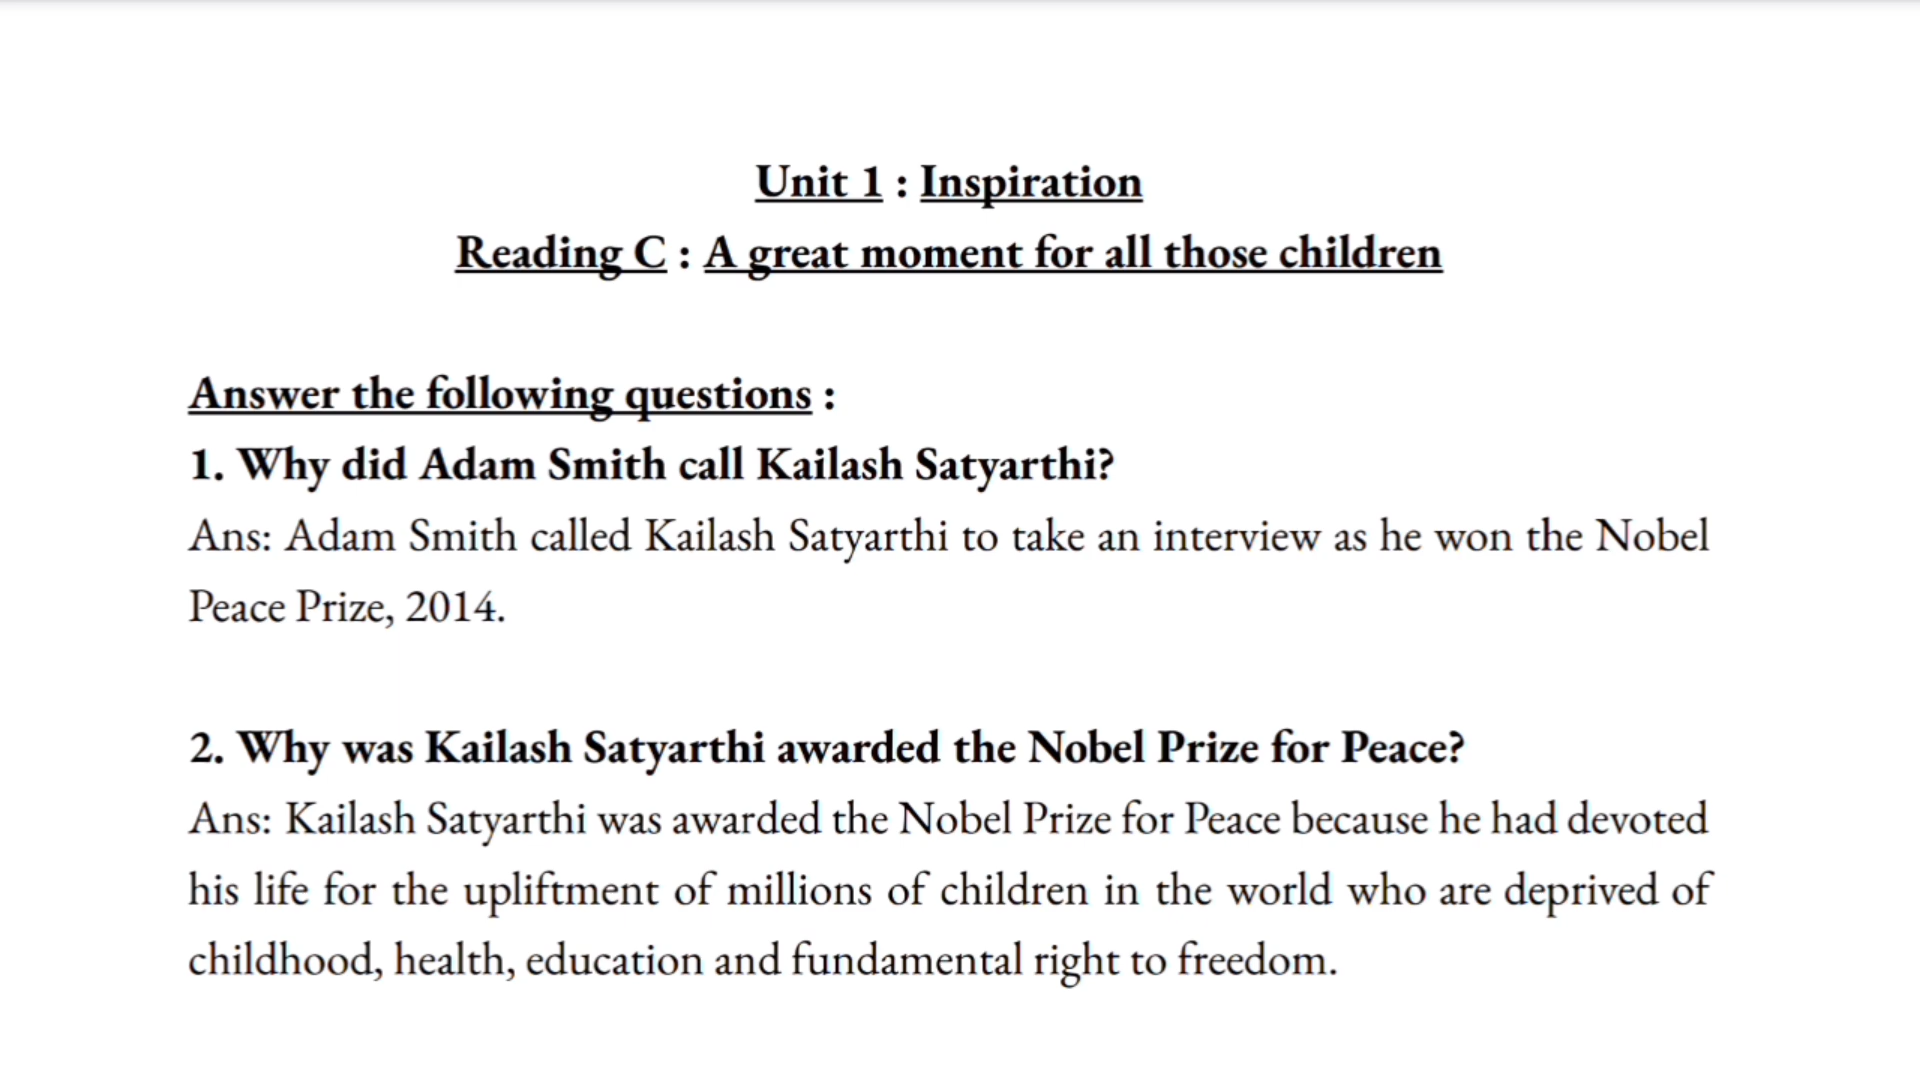 Unit 1 : Inspiration
Reading C : A great moment for all those children
Answer the following questions :
1. Why did Adam Smith call Kailash Satyarthi?
Ans: Adam Smith called Kailash Satyarthi to take an interview as he won the Nobel
Peace Prize, 2014.
2. Why was Kailash Satyarthi awarded the Nobel Prize for Peace?
Ans: Kailash Satyarthi was awarded the Nobel Prize for Peace because he had devoted
his life for the upliftment of millions of children in the world who are deprived of
childhood, health, education and fundamental right to freedom.